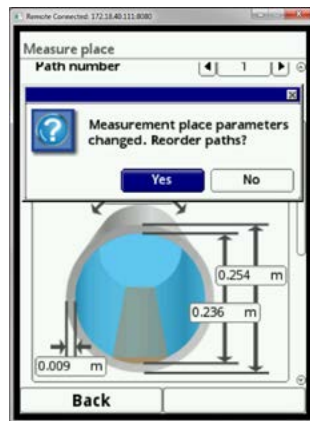 Remote Connected: 172.18.40.111:8080
Measure place
Path number 1
Measurement place parameters
changed. Reorder paths?
Yes No
0.254 m
0.236 m
0.009 m
Back